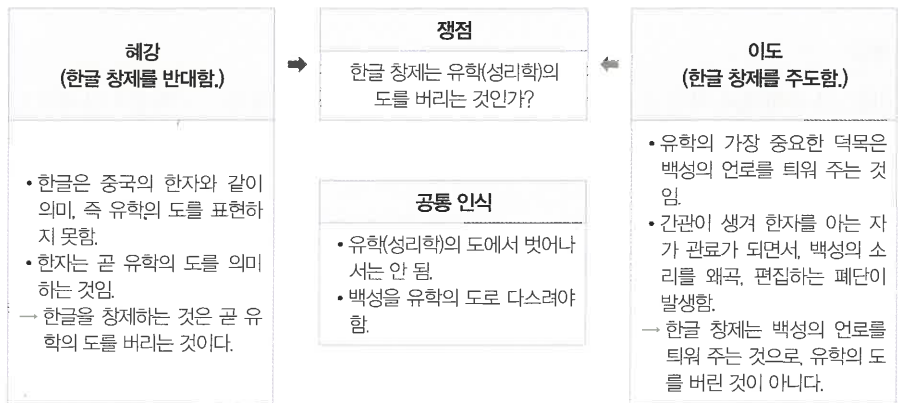 혜강
(한글 창제를 반대함.)
• 한글은 중국의 한자와 같이
의미, 즉 유학의 도를 표현하
지 못함.
• 한자는 곧 유학의 도를 의미
하는 것임.
→ 한글을 창제하는 것은 곧 유
학의 도를 버리는 것이다.
쟁점
한글 창제는 유학(성리학)의
도를 버리는 것인가?
공통 인식
• 유학(성리학)의 도에서 벗어나
서는 안 됨.
• 백성을 유학의 도로 다스려야
함.
이도
(한글 창제를 주도함.)
• 유학의 가장 중요한 덕목은
백성의 언로를 틔워 주는 것
임.
• 간관이 생겨 한자를 아는 자
가 관료가 되면서, 백성의 소
리를 왜곡, 편집하는 폐단이
발생함.
→ 한글 창제는 백성의 언로를
틔워 주는 것으로, 유학의 도
를 버린 것이 아니다.